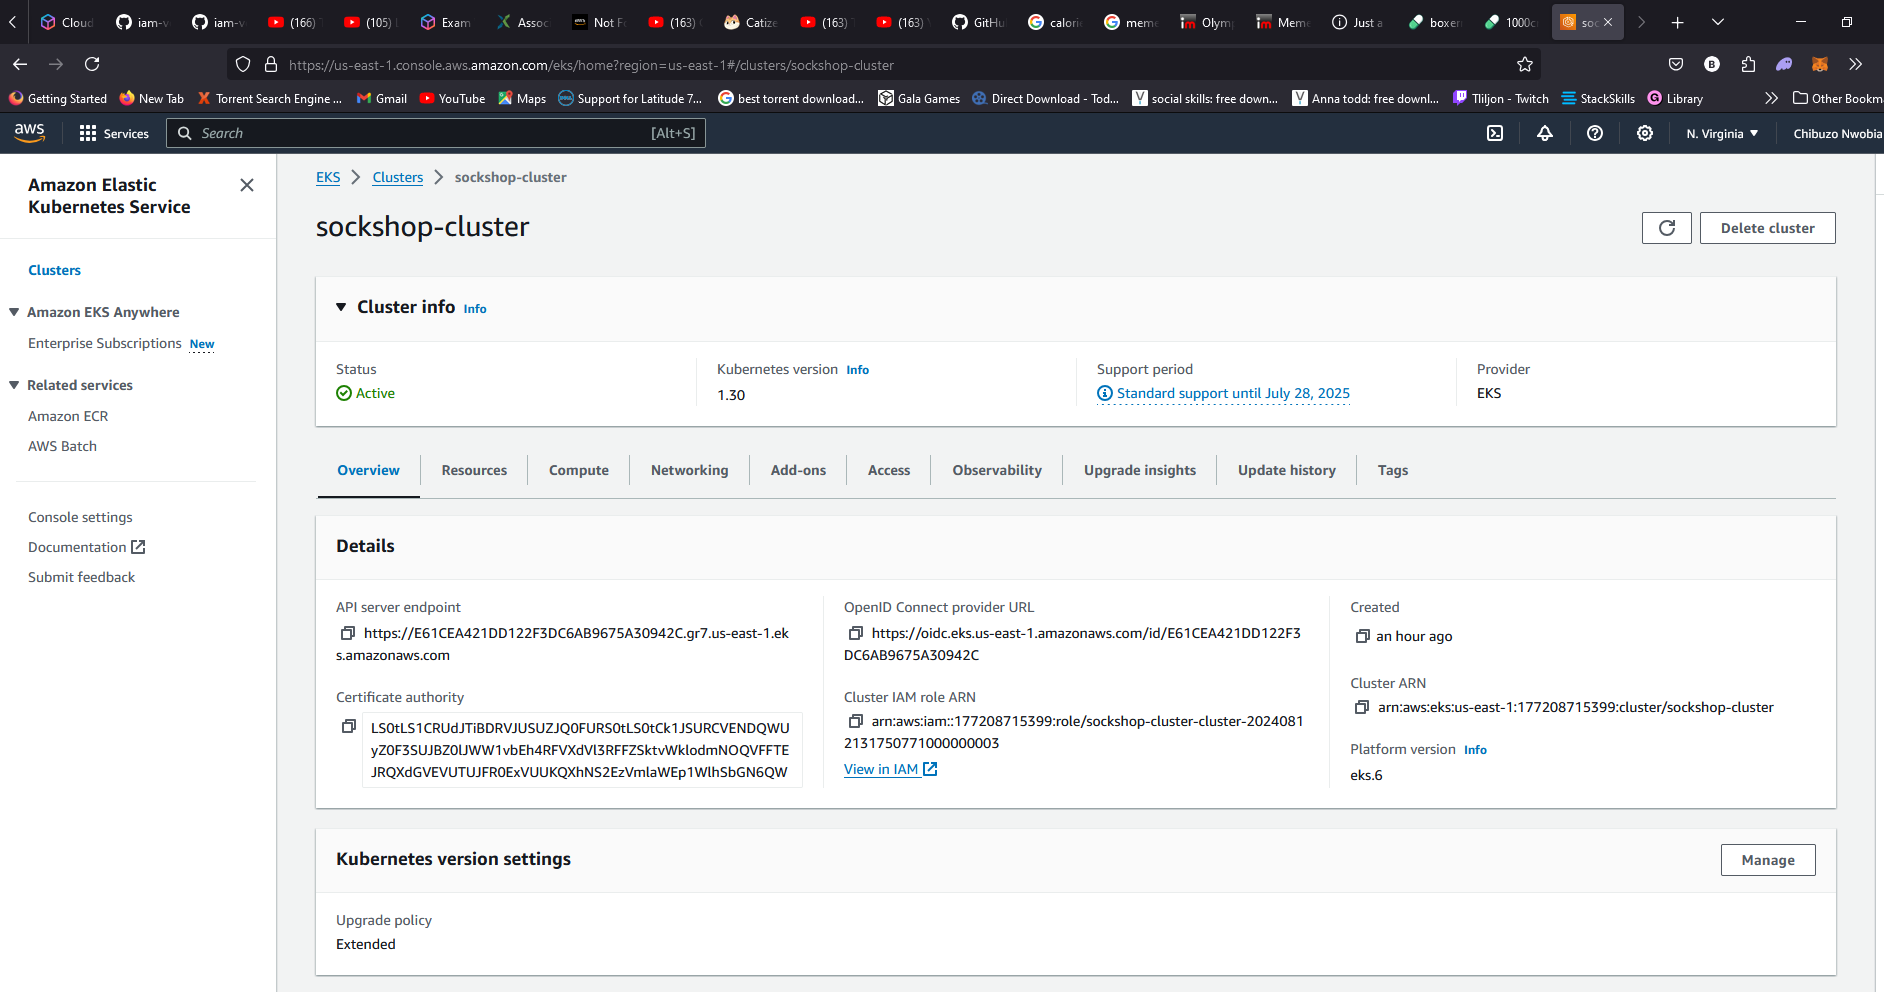 Cloud
iam-v
iam-v
(166)
(105)
Exam
Assoc
Not Fo
(163)
Catize
(163)
(163)
GitHu
calori
meme
Olymp
Meme
Just a
boxer
1000c
soc
https://us-east-1.console.aws.amazon.com/eks/home?region=us-east-1#/clusters/sockshop-cluster
Getting Started
New Tab
Torrent Search Engine ...
Gmail
YouTube
Maps
Support for Latitude 7...
best torrent download...
Gala Games
Direct Download - Tod...
social skills: free down...
Anna todd: free downl...
Tliljon - Twitch
StackSkills
Library
Other Bookm
aws
Services
Search
[Alt+S]
N. Virginia
Chibuzo Nwobia
Amazon Elastic
Kubernetes Service
Clusters
Amazon EKS Anywhere
Enterprise Subscriptions New
Related services
Amazon ECR
AWS Batch
Console settings
Documentation
Submit feedback
EKS
Clusters
sockshop-cluster
sockshop-cluster
Delete cluster
Cluster info Info
Status
Active
Kubernetes version Info
1.30
Support period
Standard support until July 28, 2025
Provider
EKS
Overview
Resources
Compute
Networking
Add-ons
Access
Observability
Upgrade insights
Update history
Tags
Details
API server endpoint
https://E61CEA421DD122F3DC6AB9675A30942C.gr7.us-east-1.ek
s.amazonaws.com
Certificate authority
LS0tLS1CRUdJTiBDRVJUSUZJQ0FURS0tLS0tCk1JSURCVENDQWU
yZ0F3SUJBZ0lJWW1vbEh4RFVXdVl3RFFZSktvWklodmNOQVFFTE
JRQXdGVEVUTUJFR0ExVUUKQXhNS2EzVmlaWEp1WlhSbGN6QW
OpenID Connect provider URL
https://oidc.eks.us-east-1.amazonaws.com/id/E61CEA421DD122F3
DC6AB9675A30942C
Cluster IAM role ARN
arn:aws:iam::177208715399:role/sockshop-cluster-cluster-2024081
2131750771000000003
View in IAM
Created
an hour ago
Cluster ARN
arn:aws:eks:us-east-1:177208715399:cluster/sockshop-cluster
Platform version Info
eks.6
Kubernetes version settings
Manage
Upgrade policy
Extended